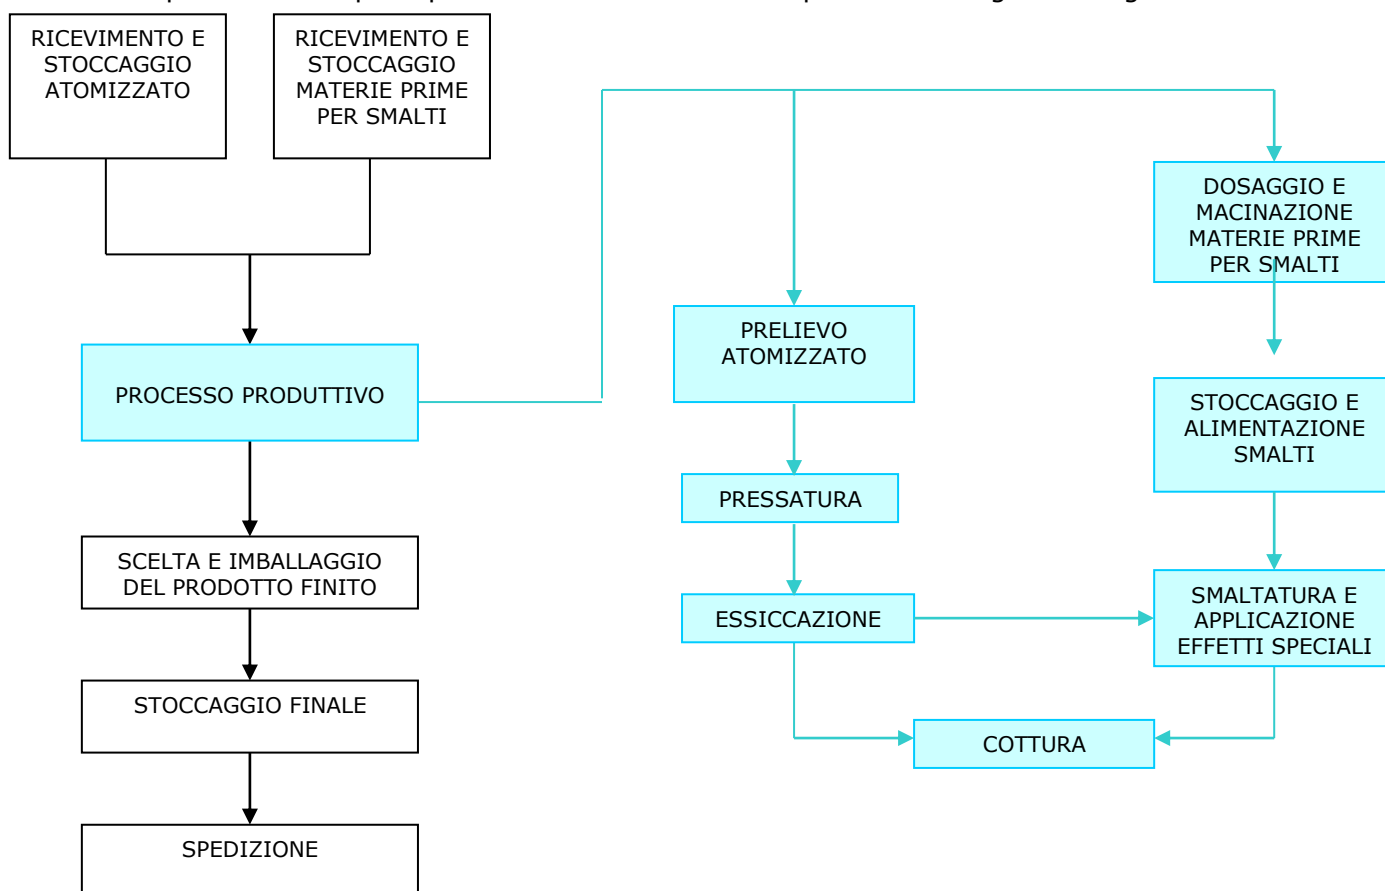 RICEVIMENTO E
STOCCAGGIO
ATOMIZZATO
RICEVIMENTO E
STOCCAGGIO
MATERIE PRIME
PER SMALTI
PROCESSO PRODUTTIVO
SCELTA E IMBALLAGGIO
DEL PRODOTTO FINITO
STOCCAGGIO FINALE
SPEDIZIONE
PRELIEVO
ATOMIZZATO
PRESSATURA
ESSICCAZIONE
DOSAGGIO E
MACINAZIONE
MATERIE PRIME
PER SMALTI
STOCCAGGIO E
ALIMENTAZIONE
SMALTI
SMALTATURA E
APPLICAZIONE
EFFETTI SPECIALI
COTTURA